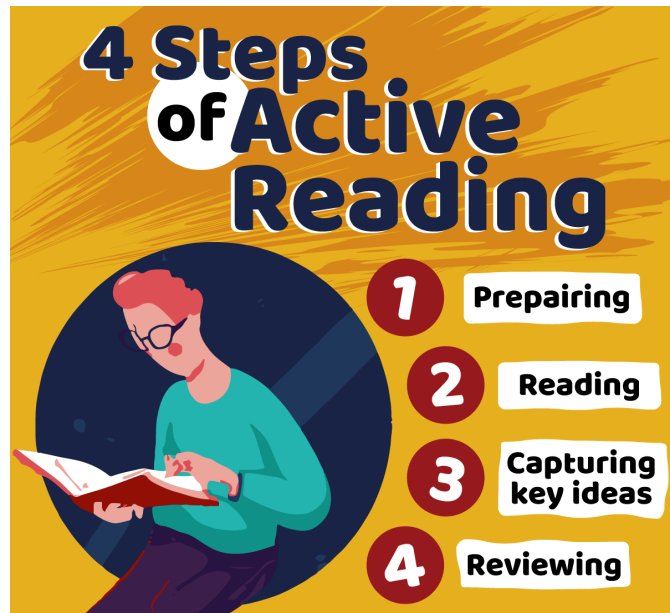 4 Steps
of Active
Reading
1 Prepairing
2 Reading
3 Capturing
key ideas
4 Reviewing